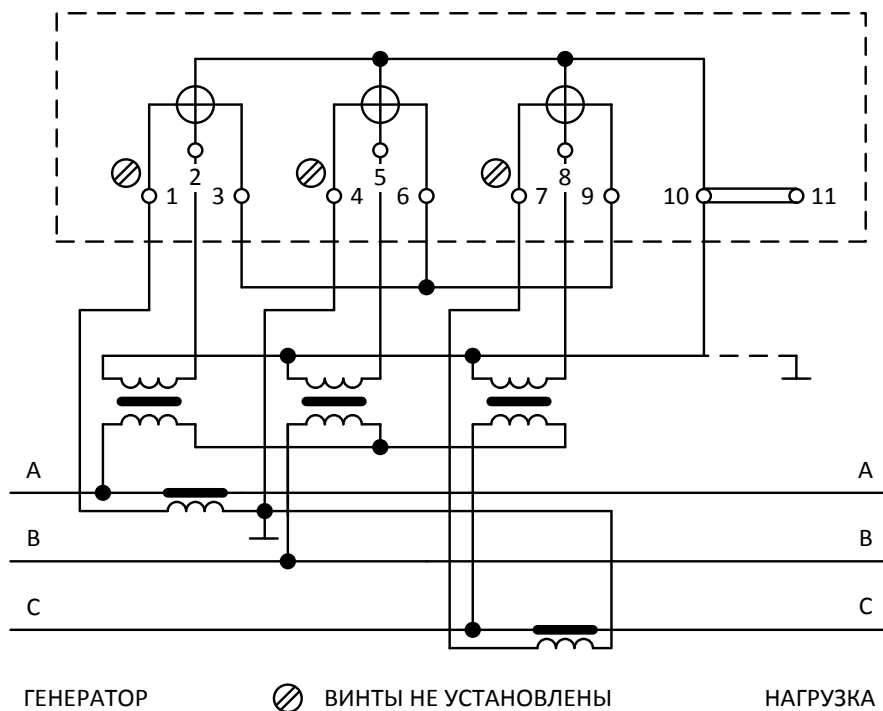 2 5 8
1 3 4 6 7 9 10 11
A A
B B
C C
ГЕНЕРАТОР ВИНТЫ НЕ УСТАНОВЛЕНЫ НАГРУЗКА